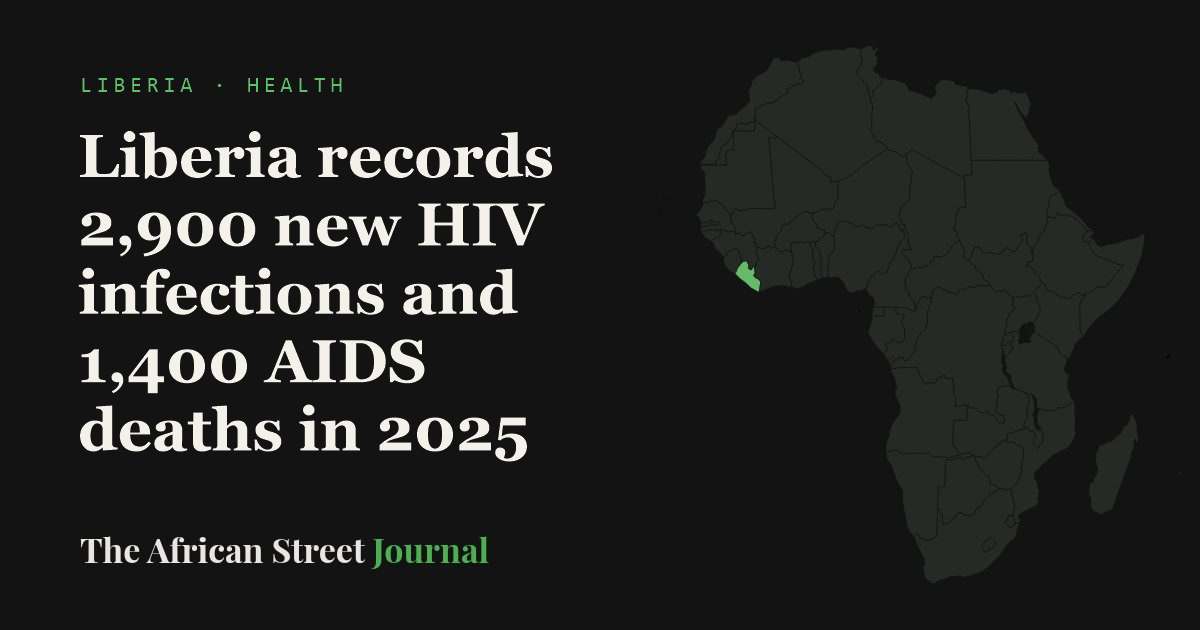 LIBERIA · HEALTH
Liberia records
2,900 new HIV
infections and
1,400 AIDS
deaths in 2025
The African Street Journal